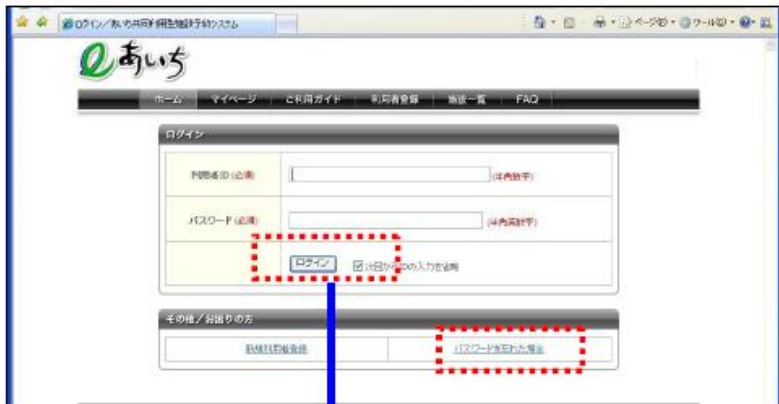 ログイン/あいち共同利用型施設予約システム
ページ(P) ツール(O)
あいち
ホーム マイページ ご利用ガイド 利用者登録 施設一覧 FAQ
ログイン
利用者ID (必須) (半角数字)
パスワード (必須) (半角英数字)
ログイン 次回からIDの入力を省略
その他/お困りの方
新規利用者登録 パスワードを忘れた場合